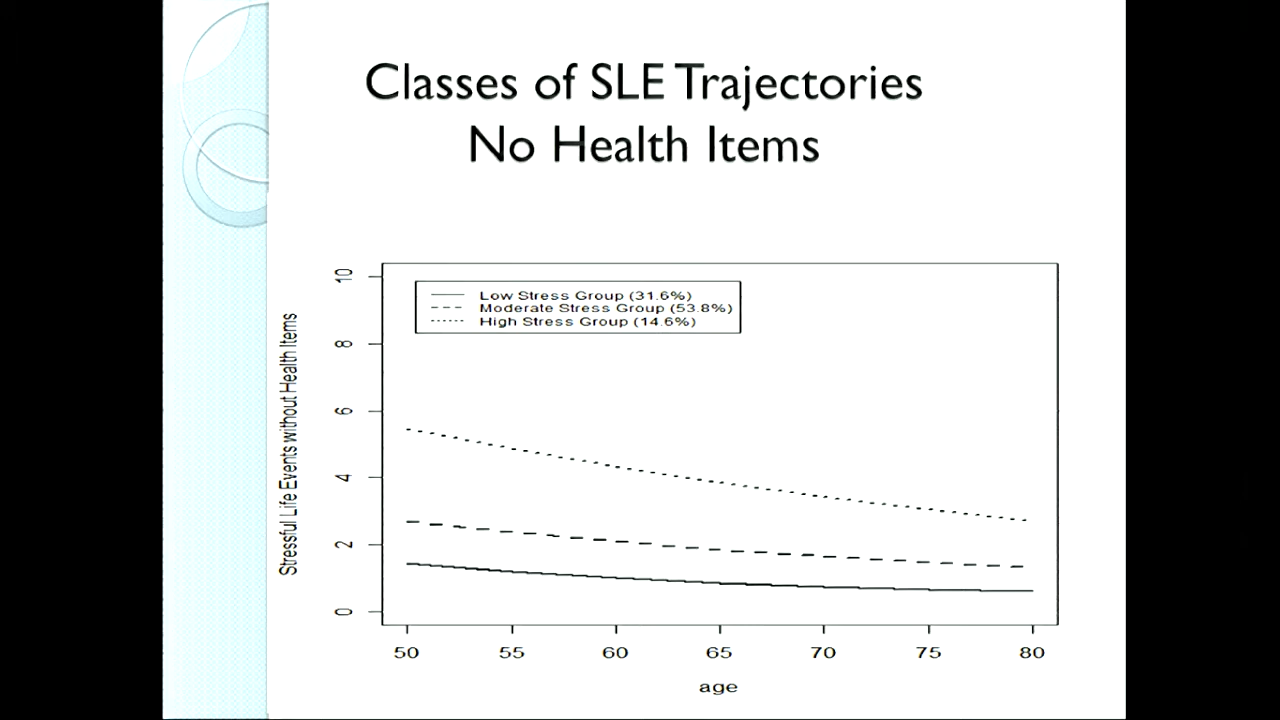 Classes of SLE Trajectories
No Health Items
Stressful Life Events without Health Items
10
8
6
4
2
0
Low Stress Group (31.6%)
Moderate Stress Group (53.8%)
High Stress Group (14.6%)
50 55 60 65 70 75 80
age